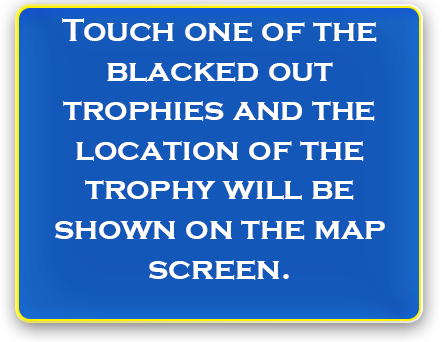 Touch one of the
blacked out
trophies and the
location of the
trophy will be
shown on the map
screen.